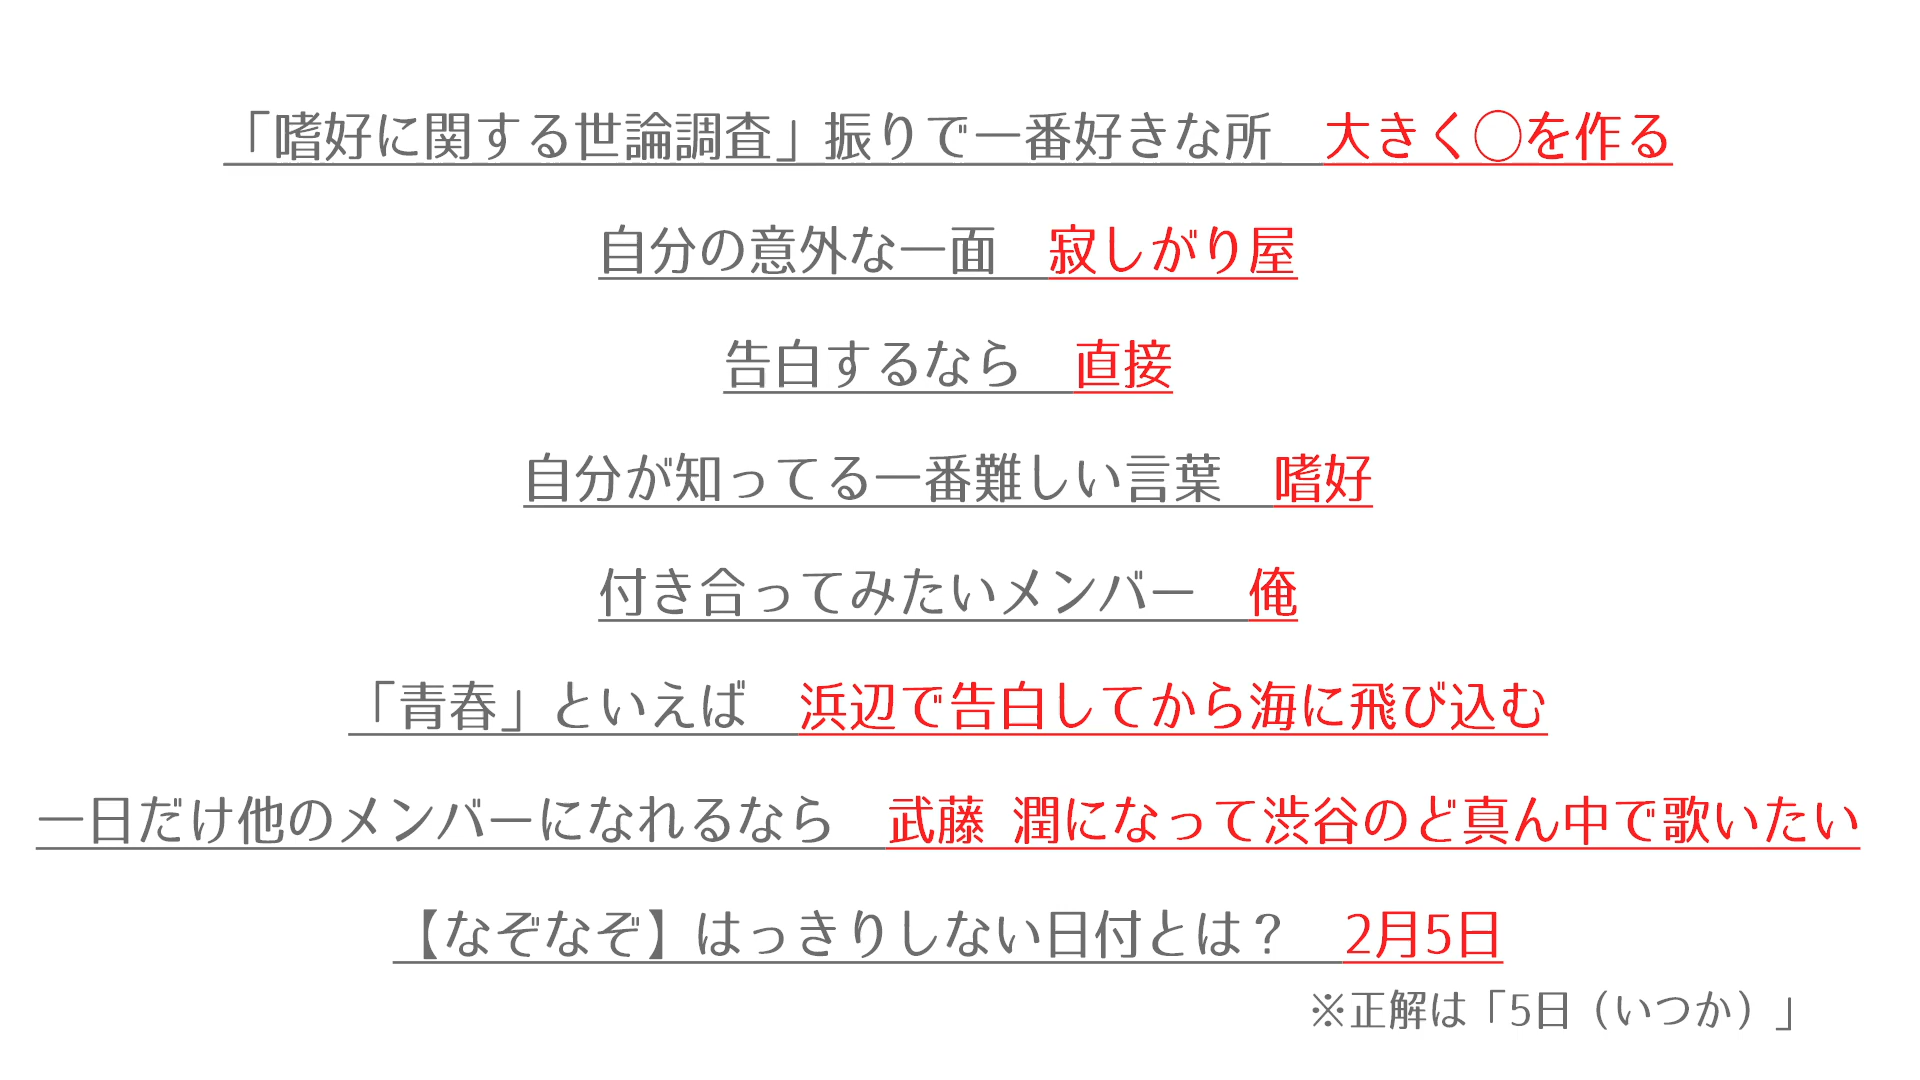 「嗜好に関する世論調査」振りで一番好きな所　大きく◯を作る
自分の意外な一面　寂しがり屋
告白するなら　直接
自分が知ってる一番難しい言葉　嗜好
付き合ってみたいメンバー　俺
「青春」といえば　浜辺で告白してから海に飛び込む
一日だけ他のメンバーになれるなら　武藤 潤になって渋谷のど真ん中で歌いたい
【なぞなぞ】はっきりしない日付とは？　2月5日
※正解は「5日（いつか）」